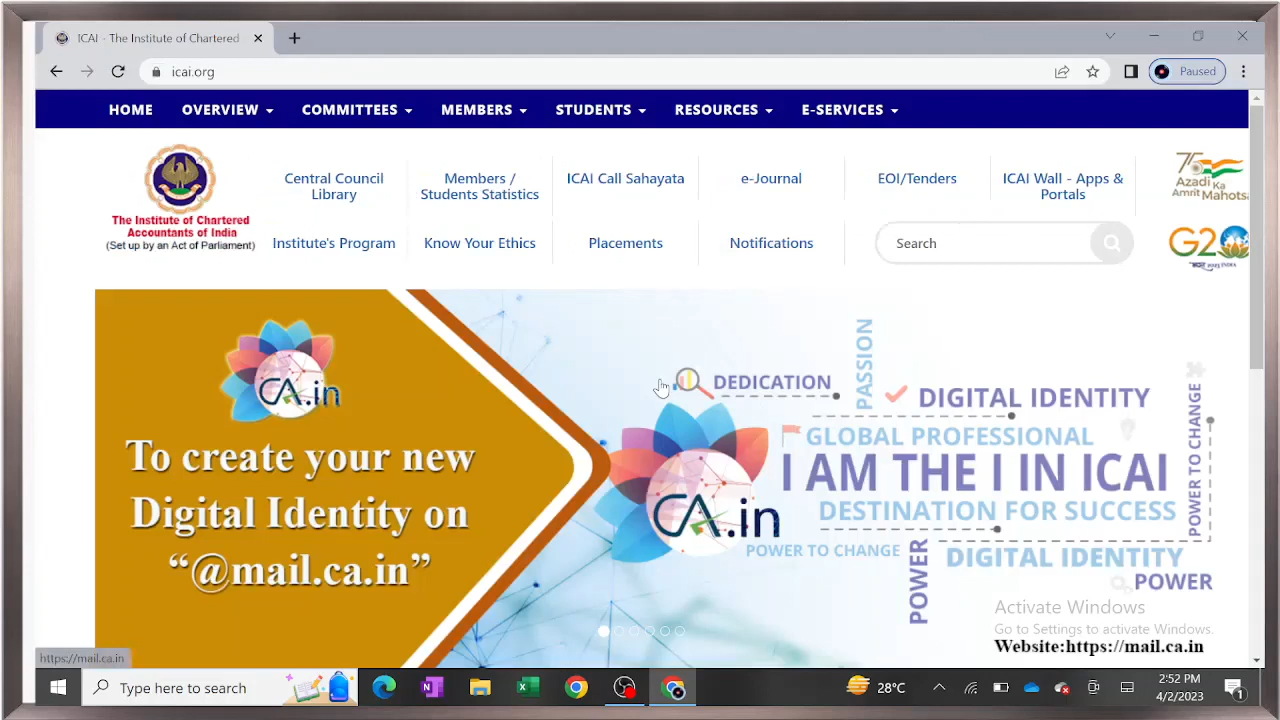 ICAI - The Institute of Chartered
icai.org
Paused
HOME OVERVIEW COMMITTEES MEMBERS STUDENTS RESOURCES E-SERVICES
The Institute of Chartered
Accountants of India
(Set up by an Act of Parliament)
Central Council
Library
Members /
Students Statistics
ICAI Call Sahayata
e-Journal
EOI/Tenders
ICAI Wall - Apps &
Portals
Institute's Program
Know Your Ethics
Placements
Notifications
Search
75
Azadi Ka
Amrit Mahots
G20
CA.in
To create your new
Digital Identity on
“@mail.ca.in”
DEDICATION
PASSION
DIGITAL IDENTITY
GLOBAL PROFESSIONAL
I AM THE I IN ICAI
DESTINATION FOR SUCCESS
POWER TO CHANGE
CA.in
POWER TO CHANGE
POWER
DIGITAL IDENTITY
POWER
Activate Windows
Go to Settings to activate Windows.
Website:https://mail.ca.in
https://mail.ca.in
Type here to search
28°C
2:52 PM
4/2/2023
1